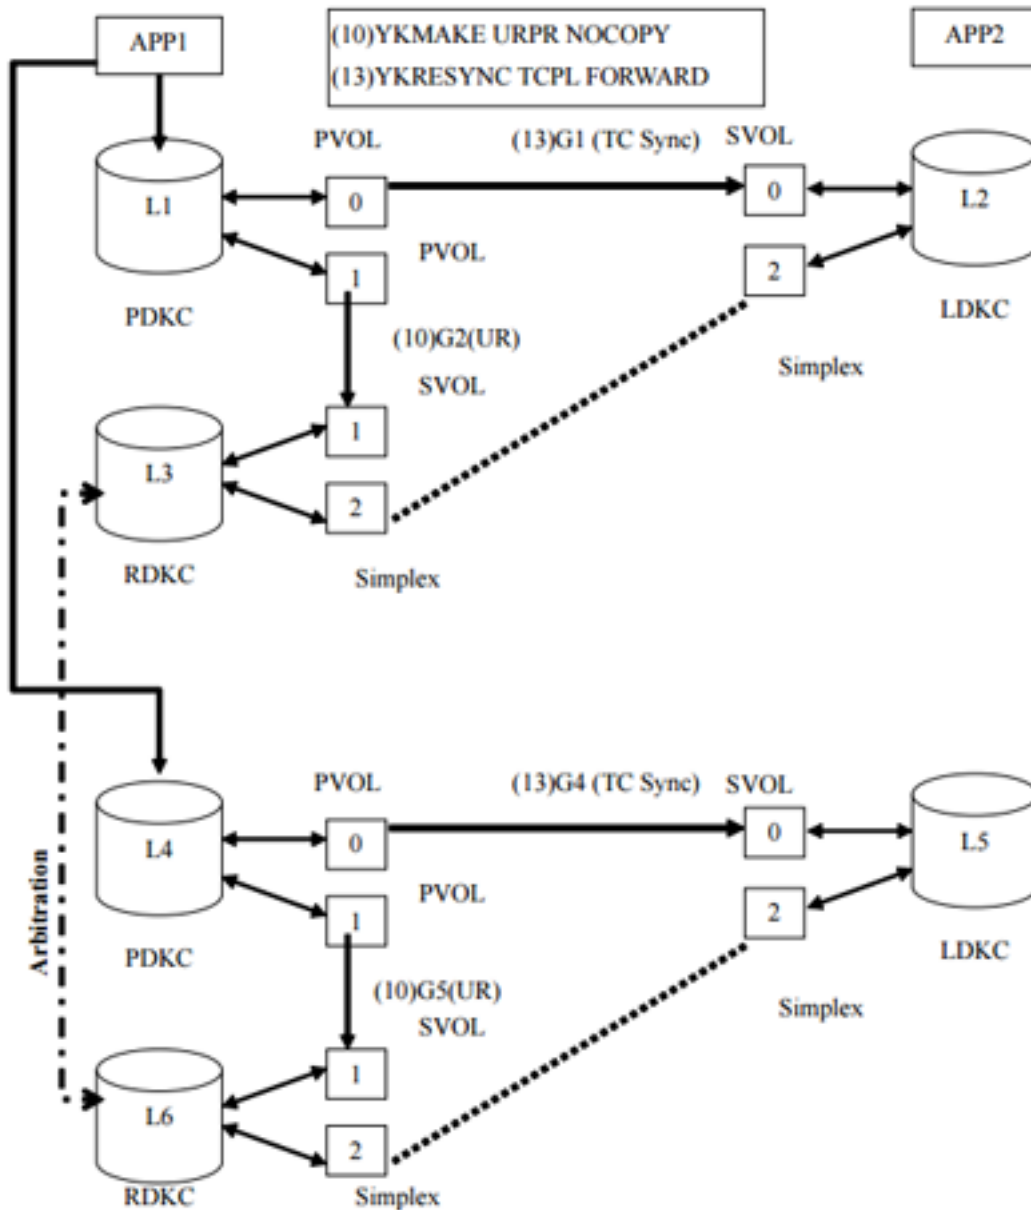 APP1
(10)YKMAKE URPR NOCOPY
(13)YKRESYNC TCPL FORWARD
APP2
PVOL
(13)G1 (TC Sync)
SVOL
L1
0
0
L2
PVOL
1
2
PDKC
LDKC
(10)G2(UR)
SVOL
Simplex
1
L3
2
RDKC
Simplex
PVOL
(13)G4 (TC Sync)
SVOL
L4
0
0
L5
PVOL
1
2
Arbitration
PDKC
LDKC
(10)G5(UR)
SVOL
Simplex
1
L6
2
RDKC
Simplex